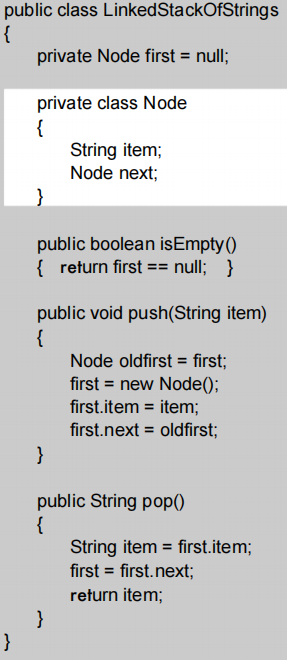 public class LinkedStackOfStrings
{
private Node first = null;
private class Node
{
String item;
Node next;
}
public boolean isEmpty()
{ return first == null; }
public void push(String item)
{
Node oldfirst = first;
first = new Node();
first.item = item;
first.next = oldfirst;
}
public String pop()
{
String item = first.item;
first = first.next;
return item;
}
}